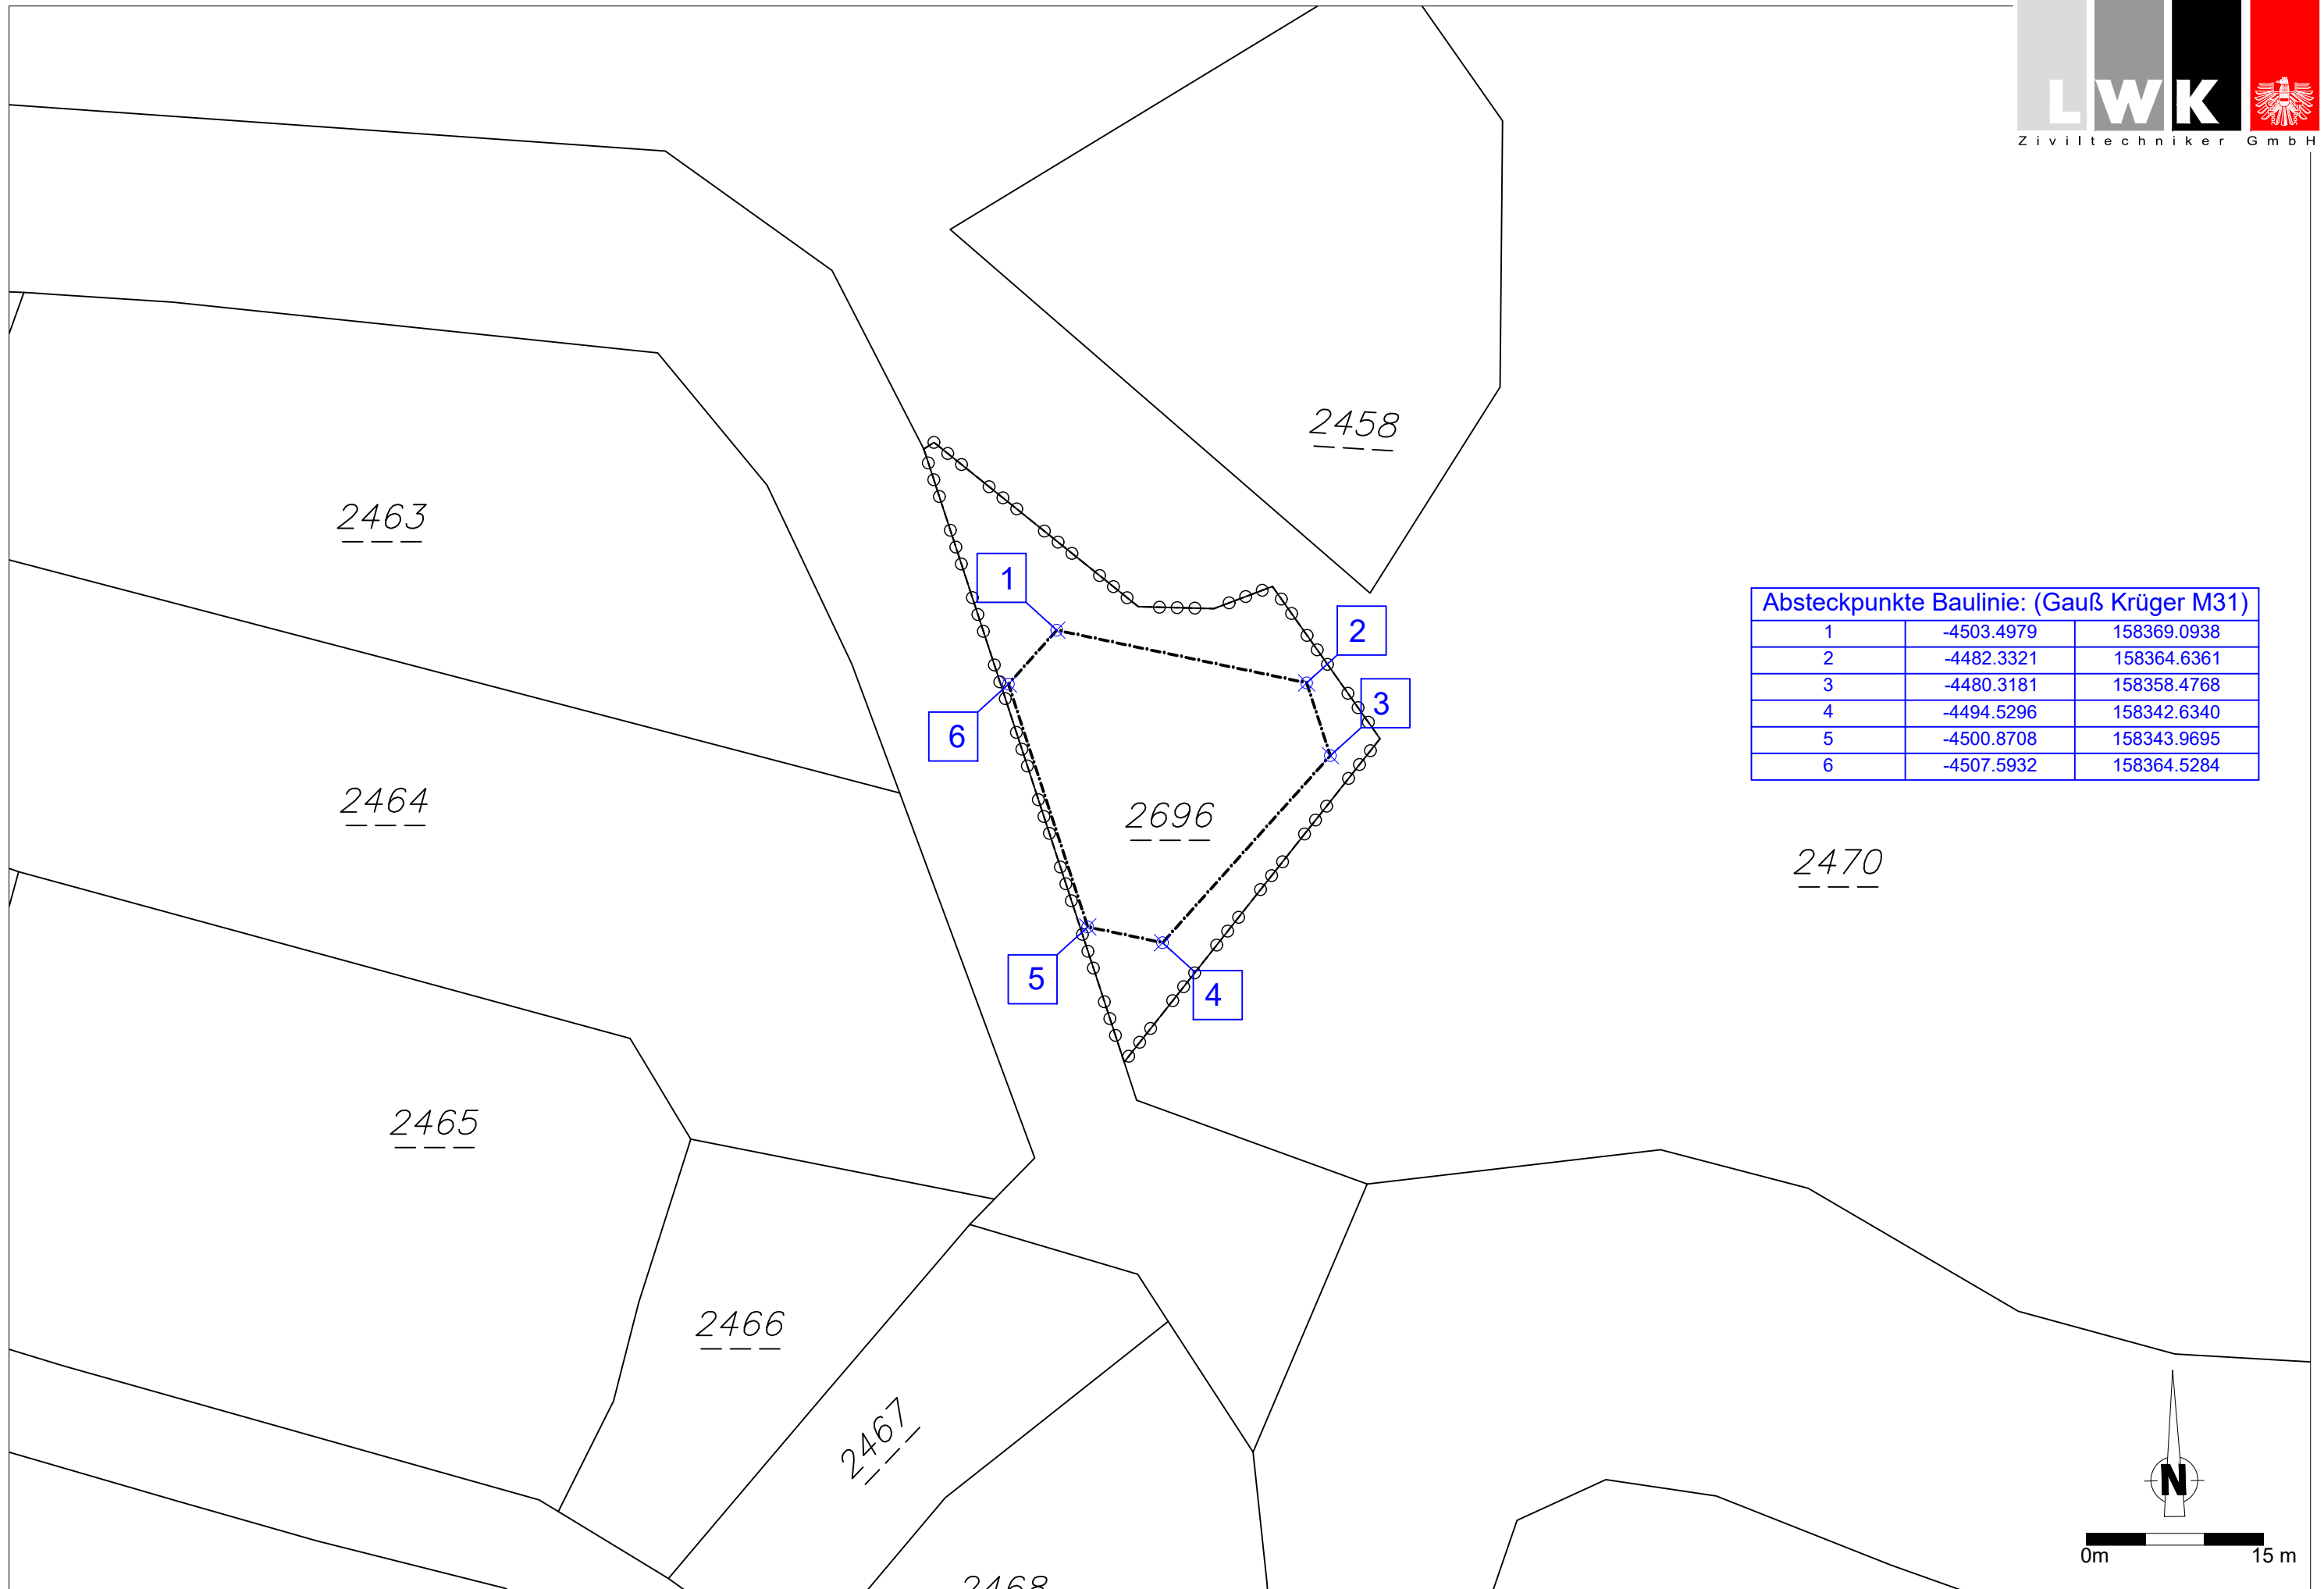 LWK
Ziviltechniker GmbH
2458
2463
1
2
Absteckpunkte Baulinie: (Gauß Krüger M31)
1 -4503.4979 158369.0938
2 -4482.3321 158364.6361
3 -4480.3181 158358.4768
4 -4494.5296 158342.6340
5 -4500.8708 158343.9695
6 -4507.5932 158364.5284
3
6
2464
2696
2470
5
4
2465
2466
2467
N
0m 15 m
2468